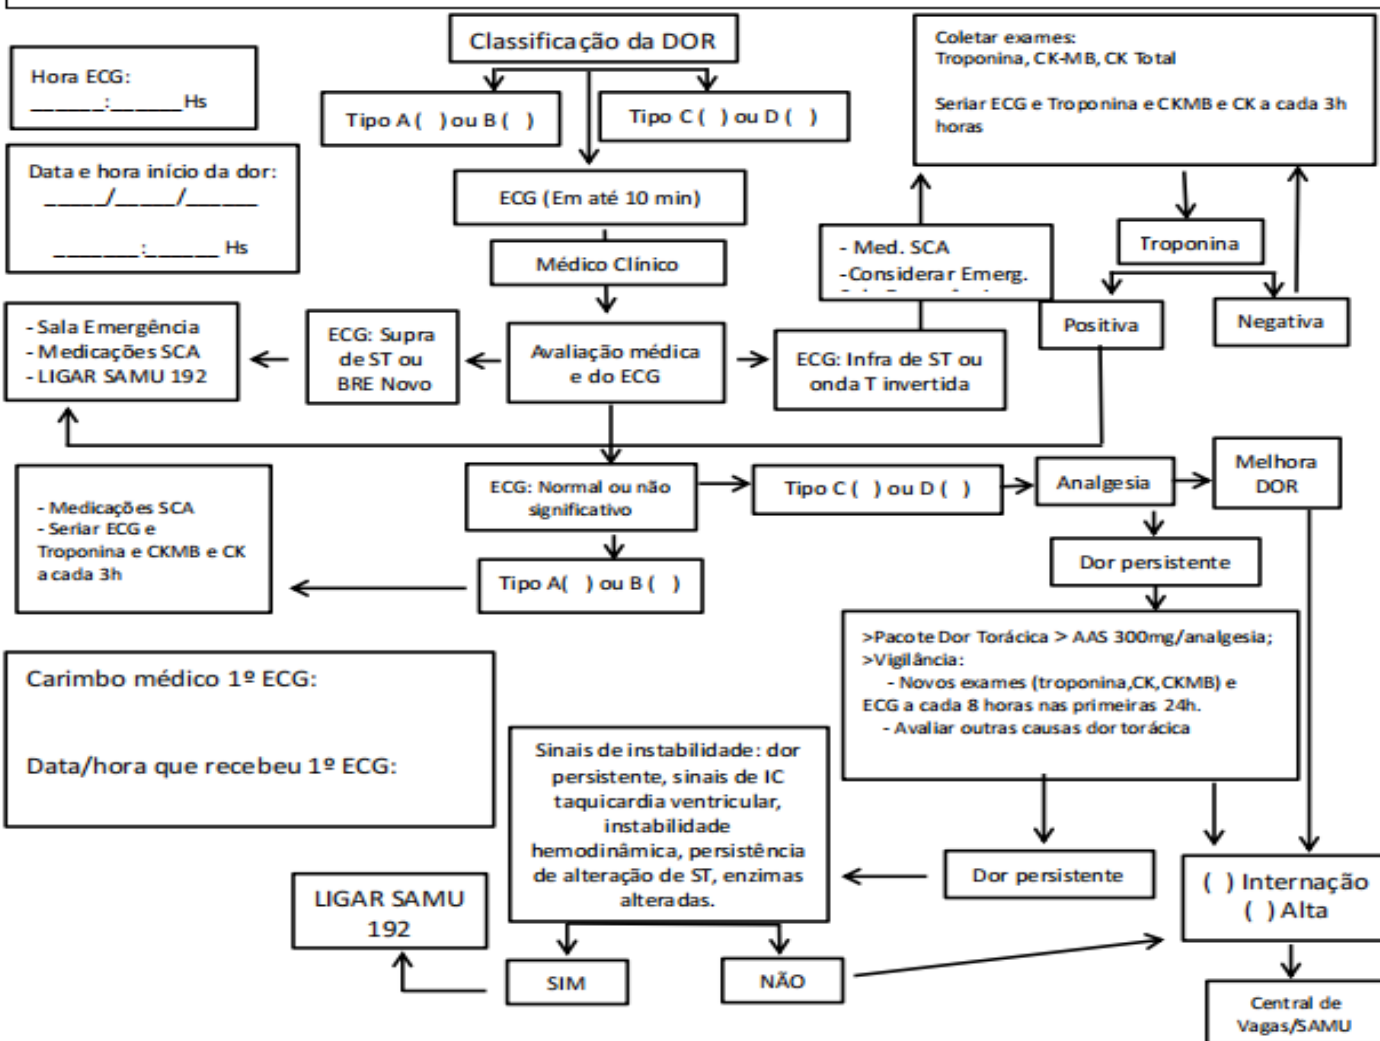 Classificação da DOR
Hora ECG:
______:______Hs
Tipo A (  ) ou B (  )
Tipo C (  ) ou D (  )
Coletar exames:
Troponina, CK-MB, CK Total
Seriar ECG e Troponina e CKMB e CK a cada 3h
horas
Data e hora início da dor:
_____/_____/______
_______:______ Hs
ECG (Em até 10 min)
Médico Clínico
- Med. SCA
-Considerar Emerg.
Troponina
Positiva
Negativa
- Sala Emergência
- Medicações SCA
- LIGAR SAMU 192
ECG: Supra
de ST ou
BRE Novo
Avaliação médica
e do ECG
ECG: Infra de ST ou
onda T invertida
- Medicações SCA
- Seriar ECG e
Troponina e CKMB e CK
a cada 3h
ECG: Normal ou não
significativo
Tipo C (  ) ou D (  )
Analgesia
Melhora
DOR
Tipo A(  ) ou B (  )
Dor persistente
>Pacote Dor Torácica > AAS 300mg/analgesia;
>Vigilância:
- Novos exames (troponina,CK,CKMB) e
ECG a cada 8 horas nas primeiras 24h.
- Avaliar outras causas dor torácica
Carimbo médico 1º ECG:
Data/hora que recebeu 1º ECG:
Sinais de instabilidade: dor
persistente, sinais de IC
taquicardia ventricular,
instabilidade
hemodinâmica, persistência
de alteração de ST, enzimas
alteradas.
Dor persistente
(  ) Internação
(  ) Alta
LIGAR SAMU
192
SIM
NÃO
Central de
Vagas/SAMU